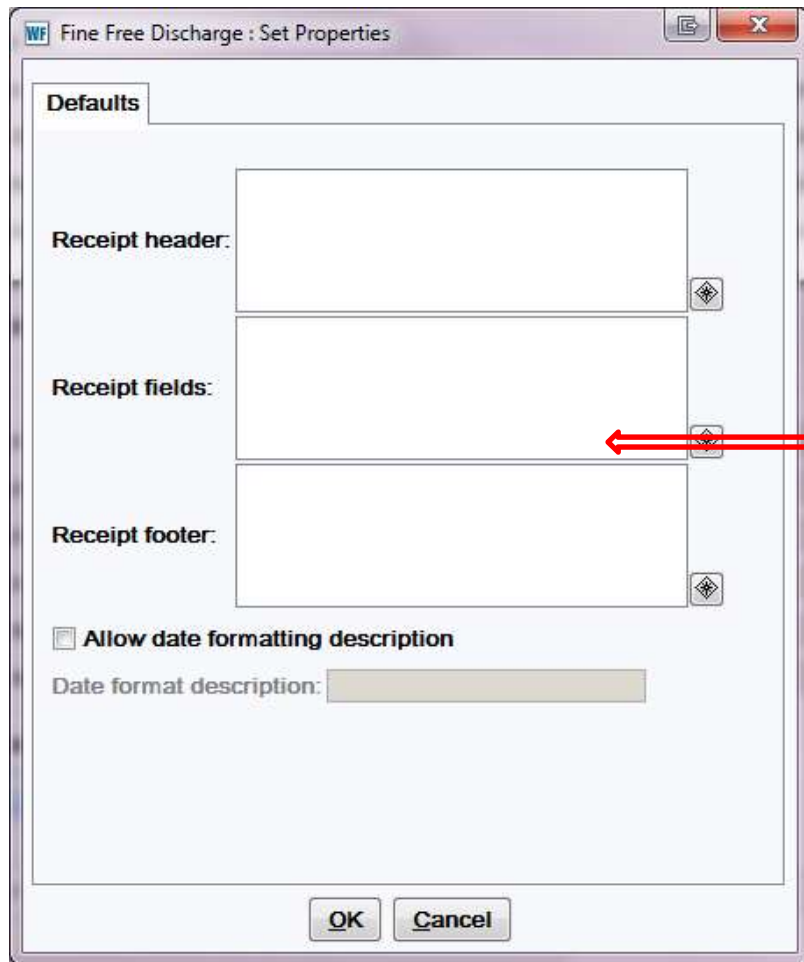 WF Fine Free Discharge : Set Properties
Defaults
Receipt header:
Receipt fields:
Receipt footer:
Allow date formatting description
Date format description:
OK Cancel